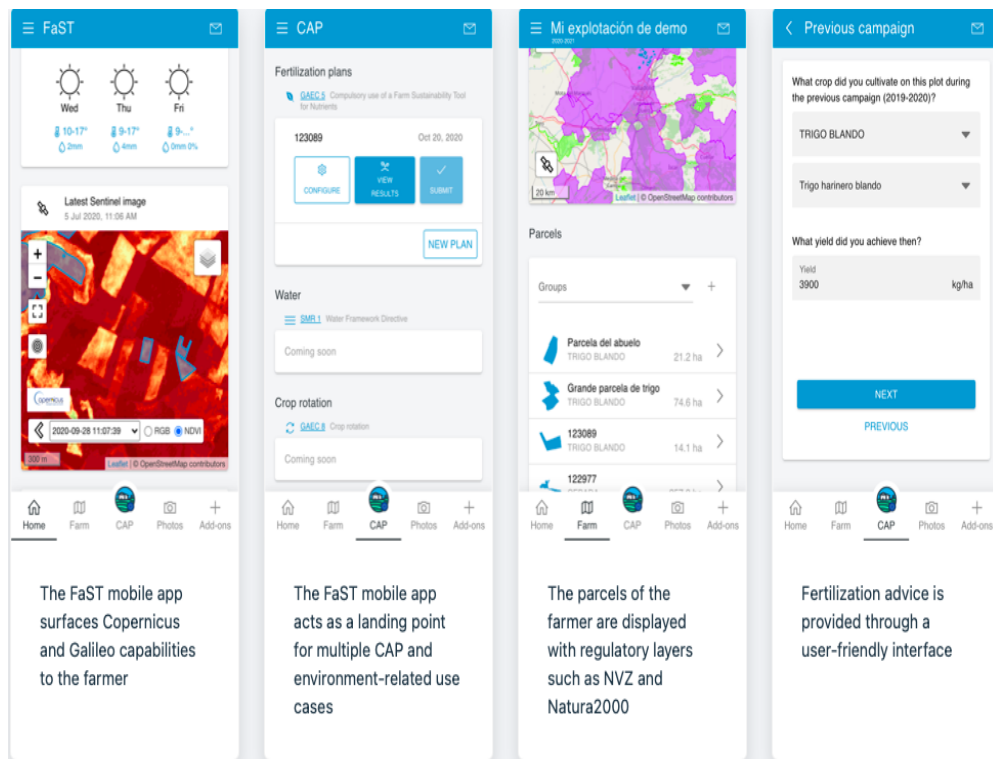 FaST
Wed Thu Fri
10-17° 9-17° 9-...°
2mm 4mm 0mm 0%
Latest Sentinel image
5 Jul 2020, 11:06 AM
+
−
Copernicus
2020-09-28 11:07:39 RGB NDVI
300 m
Leaflet | © OpenStreetMap contributors
Home Farm CAP Photos Add-ons
The FaST mobile app
surfaces Copernicus
and Galileo capabilities
to the farmer
CAP
Fertilization plans
GAEC 5 Compulsory use of a Farm Sustainability Tool
for Nutrients
123089 Oct 20, 2020
CONFIGURE
VIEW
RESULTS
SUBMIT
NEW PLAN
Water
SMR 1 Water Framework Directive
Coming soon
Crop rotation
GAEC 8 Crop rotation
Coming soon
Home Farm CAP Photos Add-ons
The FaST mobile app
acts as a landing point
for multiple CAP and
environment-related use
cases
Mi explotación de demo
2020-2021
20 km
Leaflet | © OpenStreetMap contributors
Parcels
Groups +
Parcela del abuelo
TRIGO BLANDO 21.2 ha
Grande parcela de trigo
TRIGO BLANDO 74.6 ha
123089
TRIGO BLANDO 14.1 ha
122977
Home Farm CAP Photos Add-ons
The parcels of the
farmer are displayed
with regulatory layers
such as NVZ and
Natura2000
Previous campaign
What crop did you cultivate on this plot during
the previous campaign (2019-2020)?
TRIGO BLANDO
Trigo harinero blando
What yield did you achieve then?
Yield
3900 kg/ha
NEXT
PREVIOUS
Home Farm CAP Photos Add-ons
Fertilization advice is
provided through a
user-friendly interface